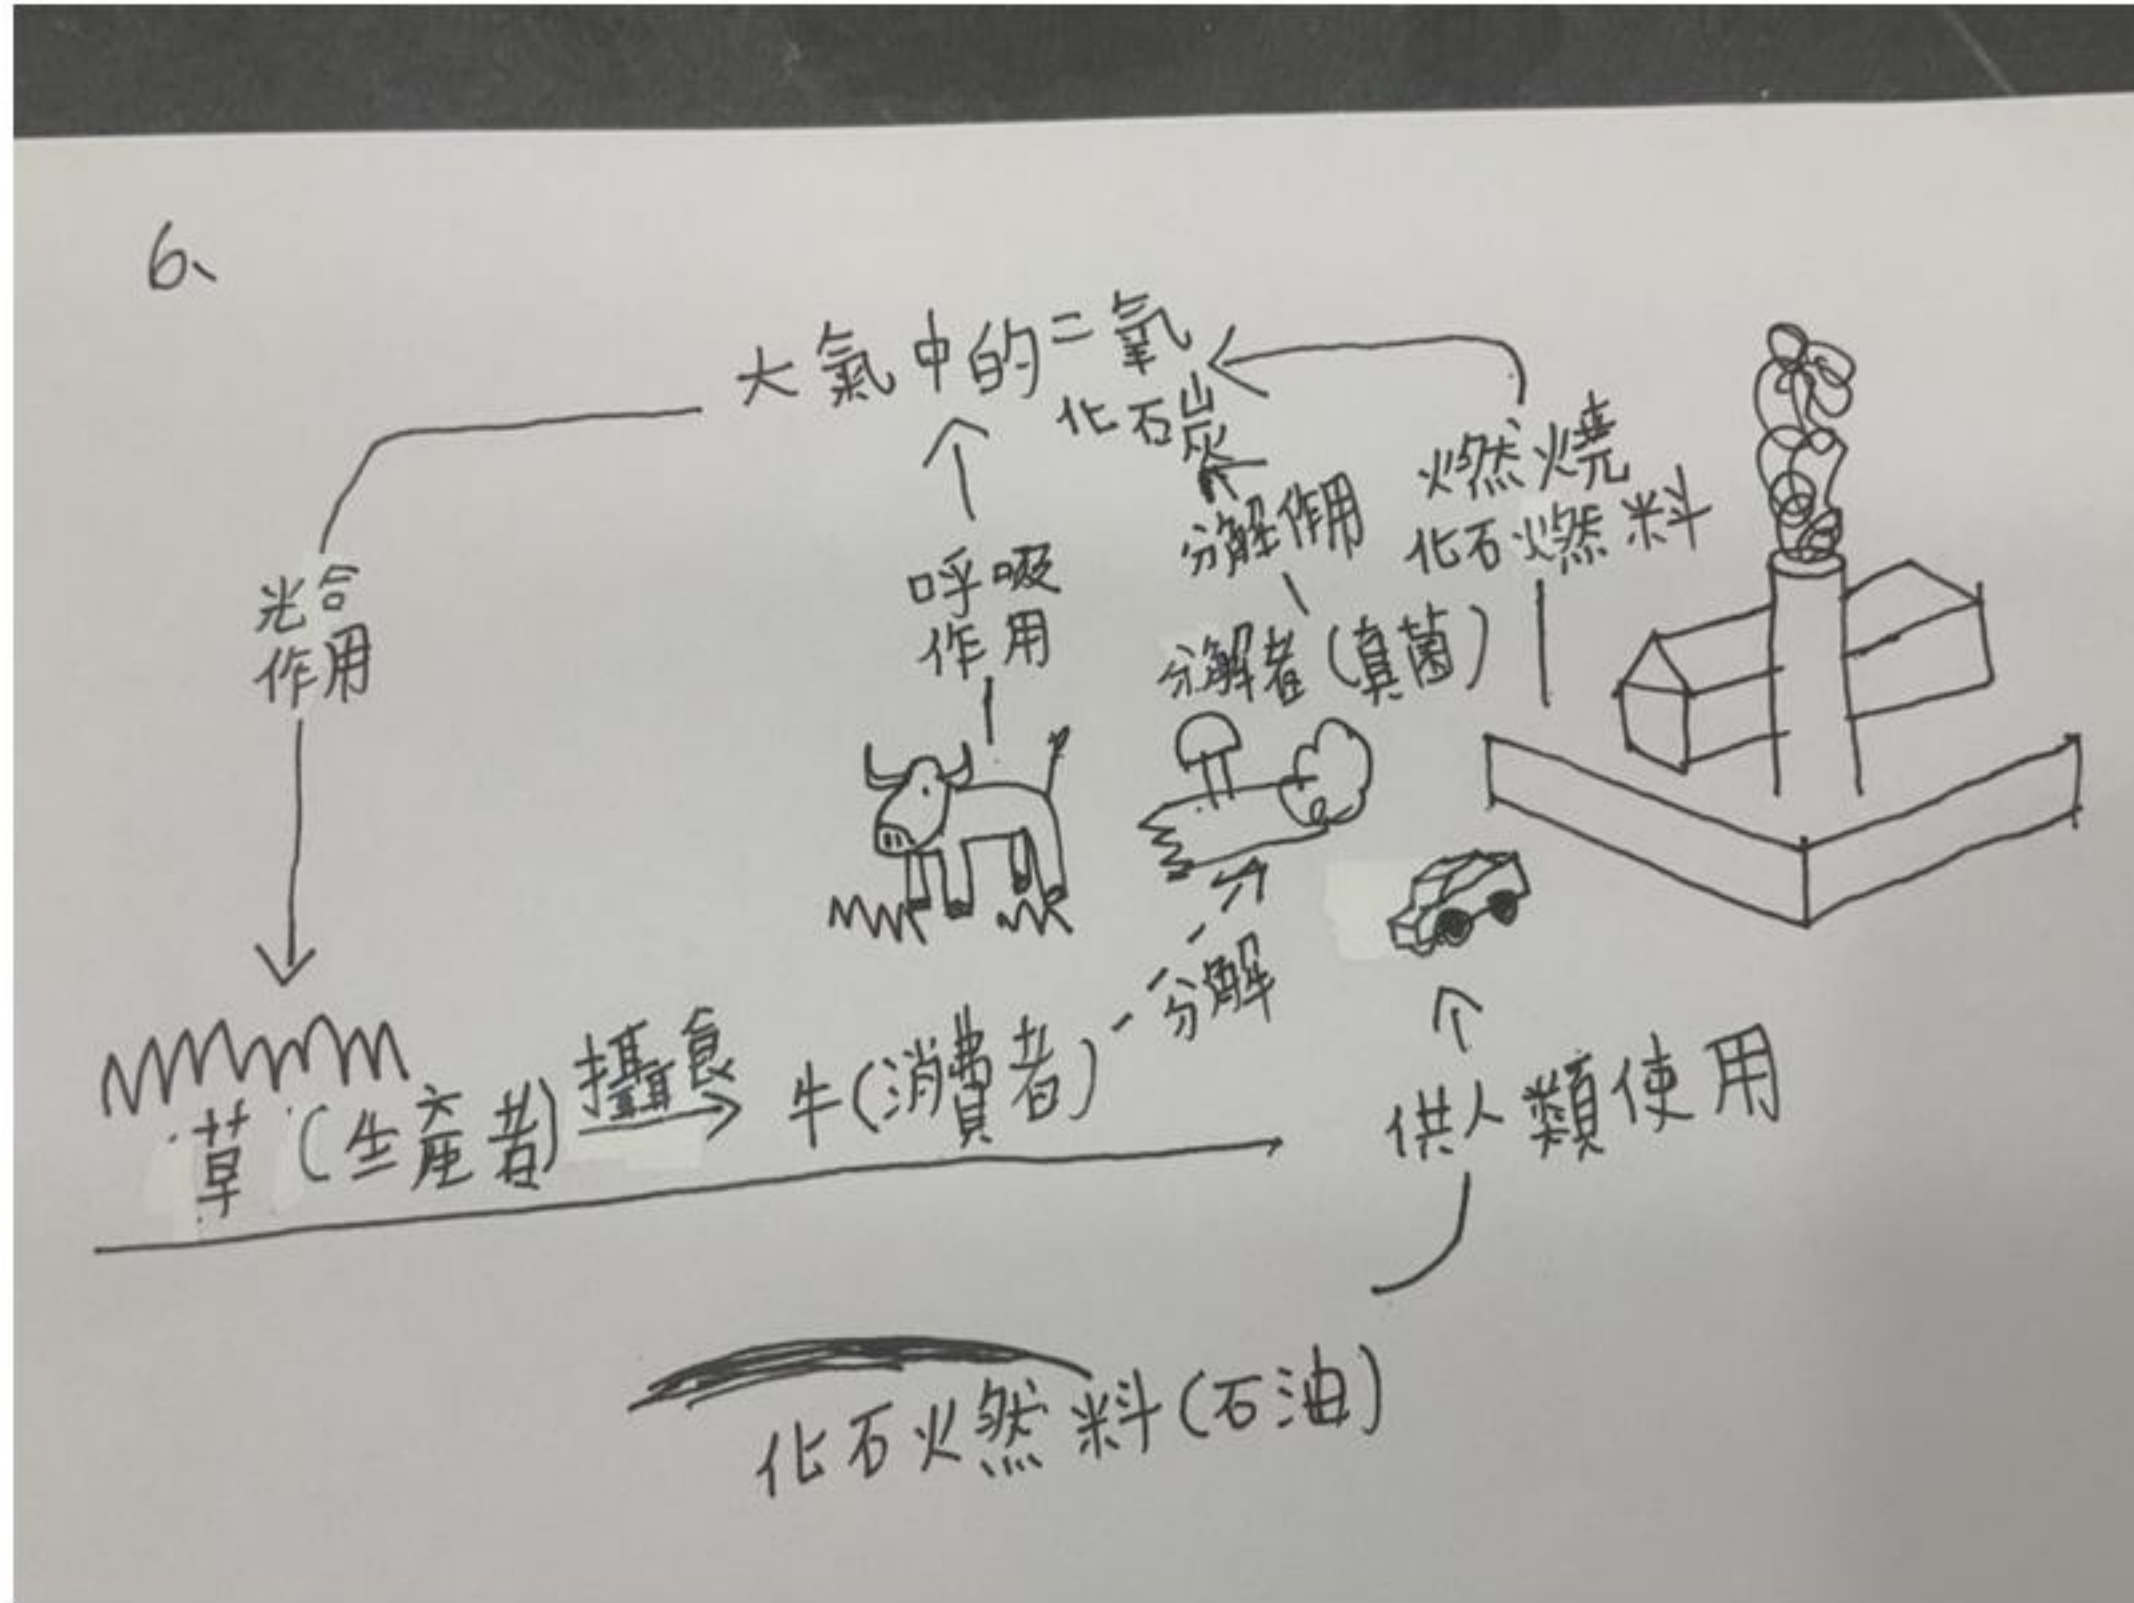 6、
大氣中的二氧
化石炭
燃燒
化石燃料
分解作用
呼吸
作用
光合
作用
分解者(真菌)
分解
攝食
草(生產者)
牛(消費者)
供人類使用
化石燃料(石油)